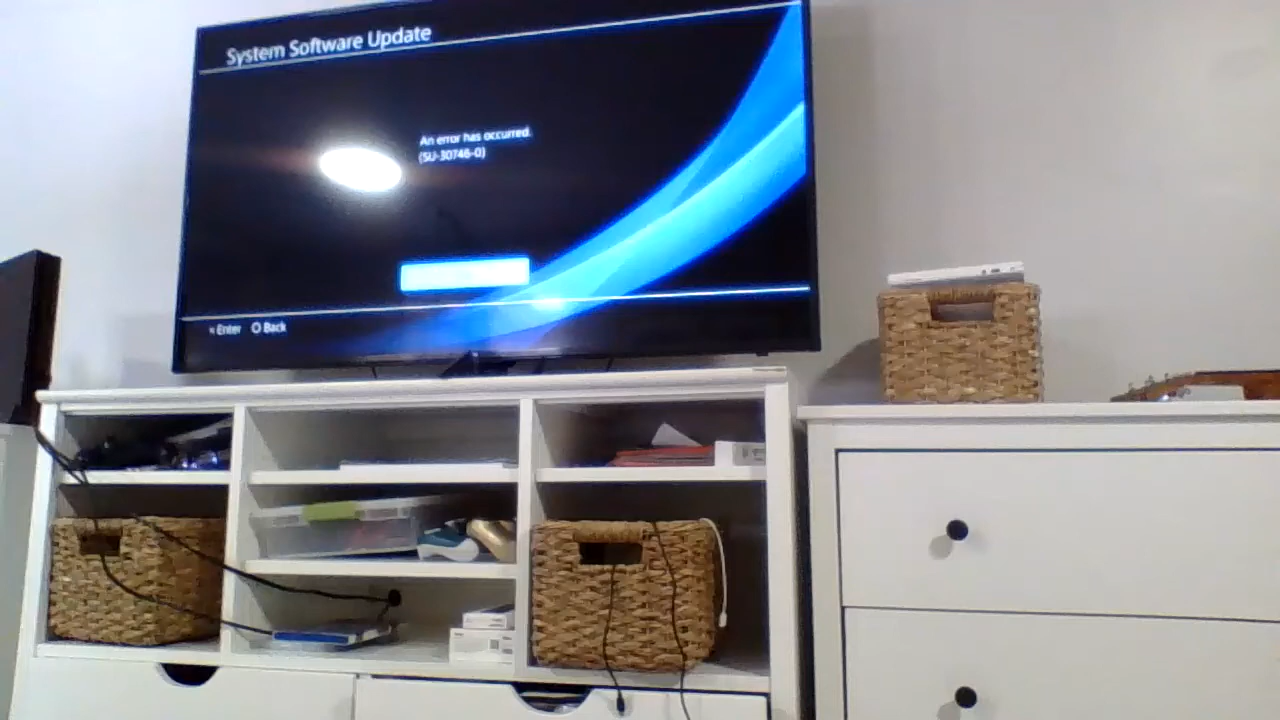 System Software Update
An error has occurred.
(SU-30746-0)
Enter
Back